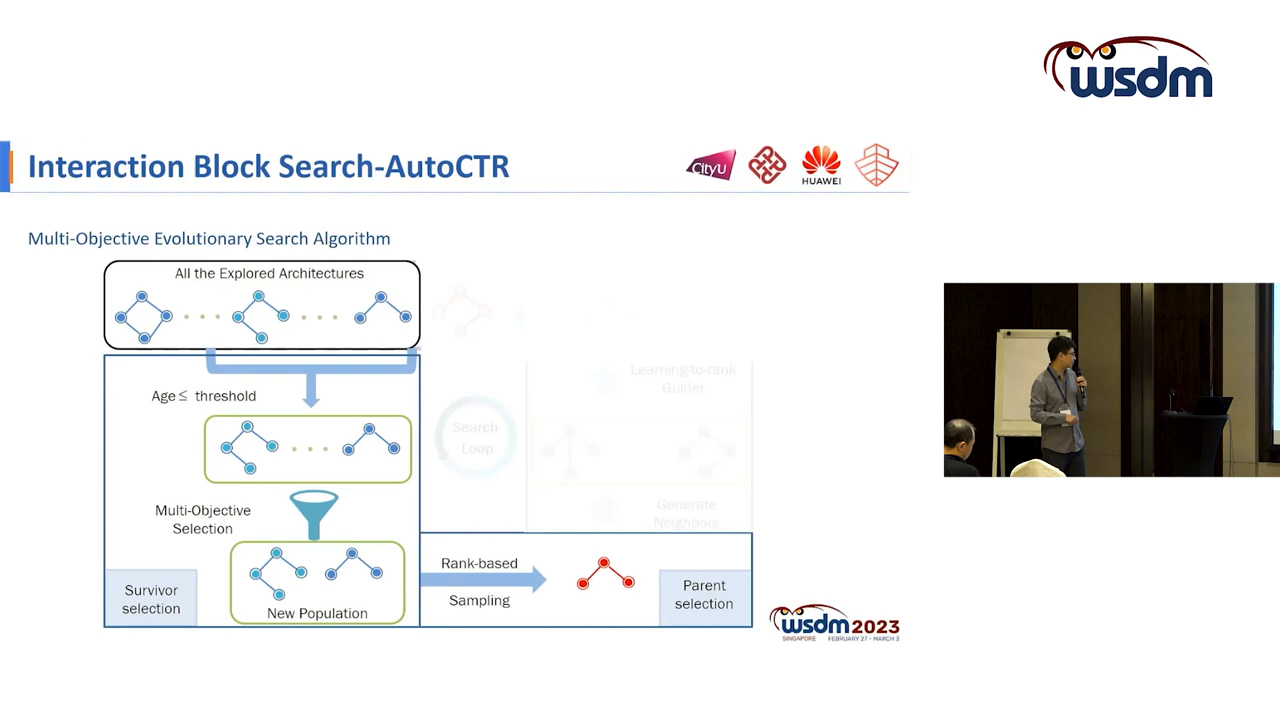 wsdm
Interaction Block Search-AutoCTR
CityU
HUAWEI
Multi-Objective Evolutionary Search Algorithm
All the Explored Architectures
Age ≤ threshold
Learning-to-rank
Guider
Search
Loop
Multi-Objective
Selection
Generate
Neighbors
Rank-based
Sampling
Survivor
selection
New Population
Parent
selection
wsdm2023
SINGAPORE FEBRUARY 27 - MARCH 3